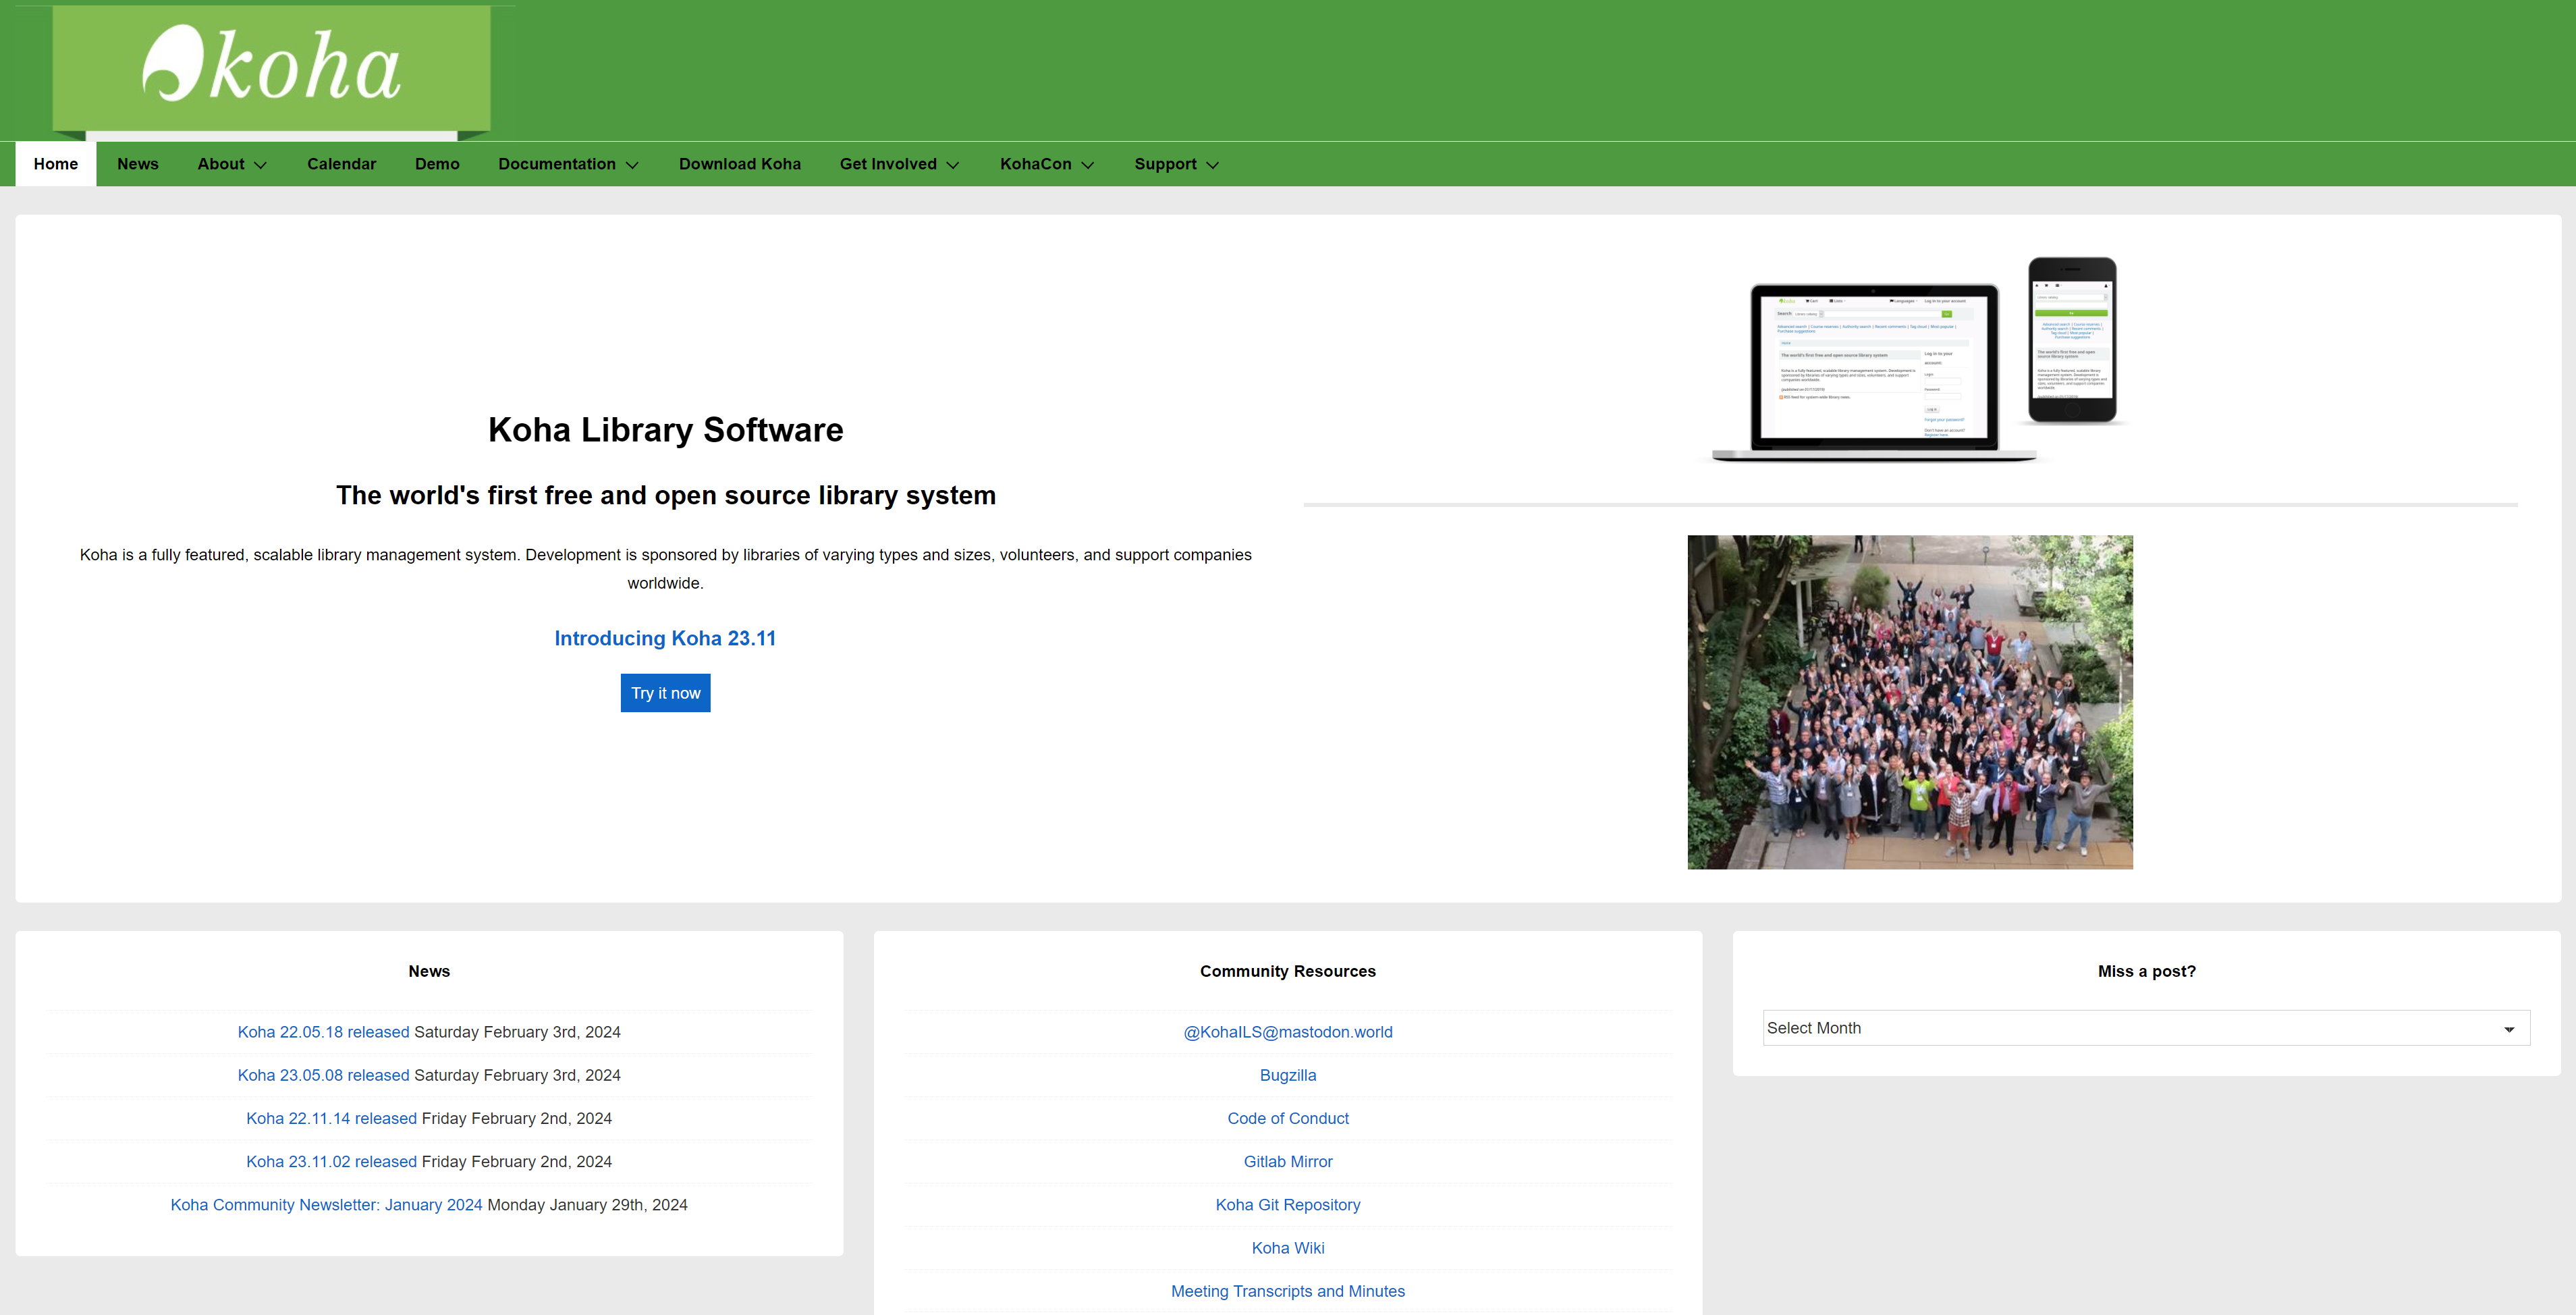 koha
Home News About Calendar Demo Documentation Download Koha Get Involved KohaCon Support
Koha Library Software
The world's first free and open source library system
Koha is a fully featured, scalable library management system. Development is sponsored by libraries of varying types and sizes, volunteers, and support companies
worldwide.
Introducing Koha 23.11
Try it now
News
Koha 22.05.18 released Saturday February 3rd, 2024
Koha 23.05.08 released Saturday February 3rd, 2024
Koha 22.11.14 released Friday February 2nd, 2024
Koha 23.11.02 released Friday February 2nd, 2024
Koha Community Newsletter: January 2024 Monday January 29th, 2024
Community Resources
@KohaILS@mastodon.world
Bugzilla
Code of Conduct
Gitlab Mirror
Koha Git Repository
Koha Wiki
Meeting Transcripts and Minutes
Miss a post?
Select Month